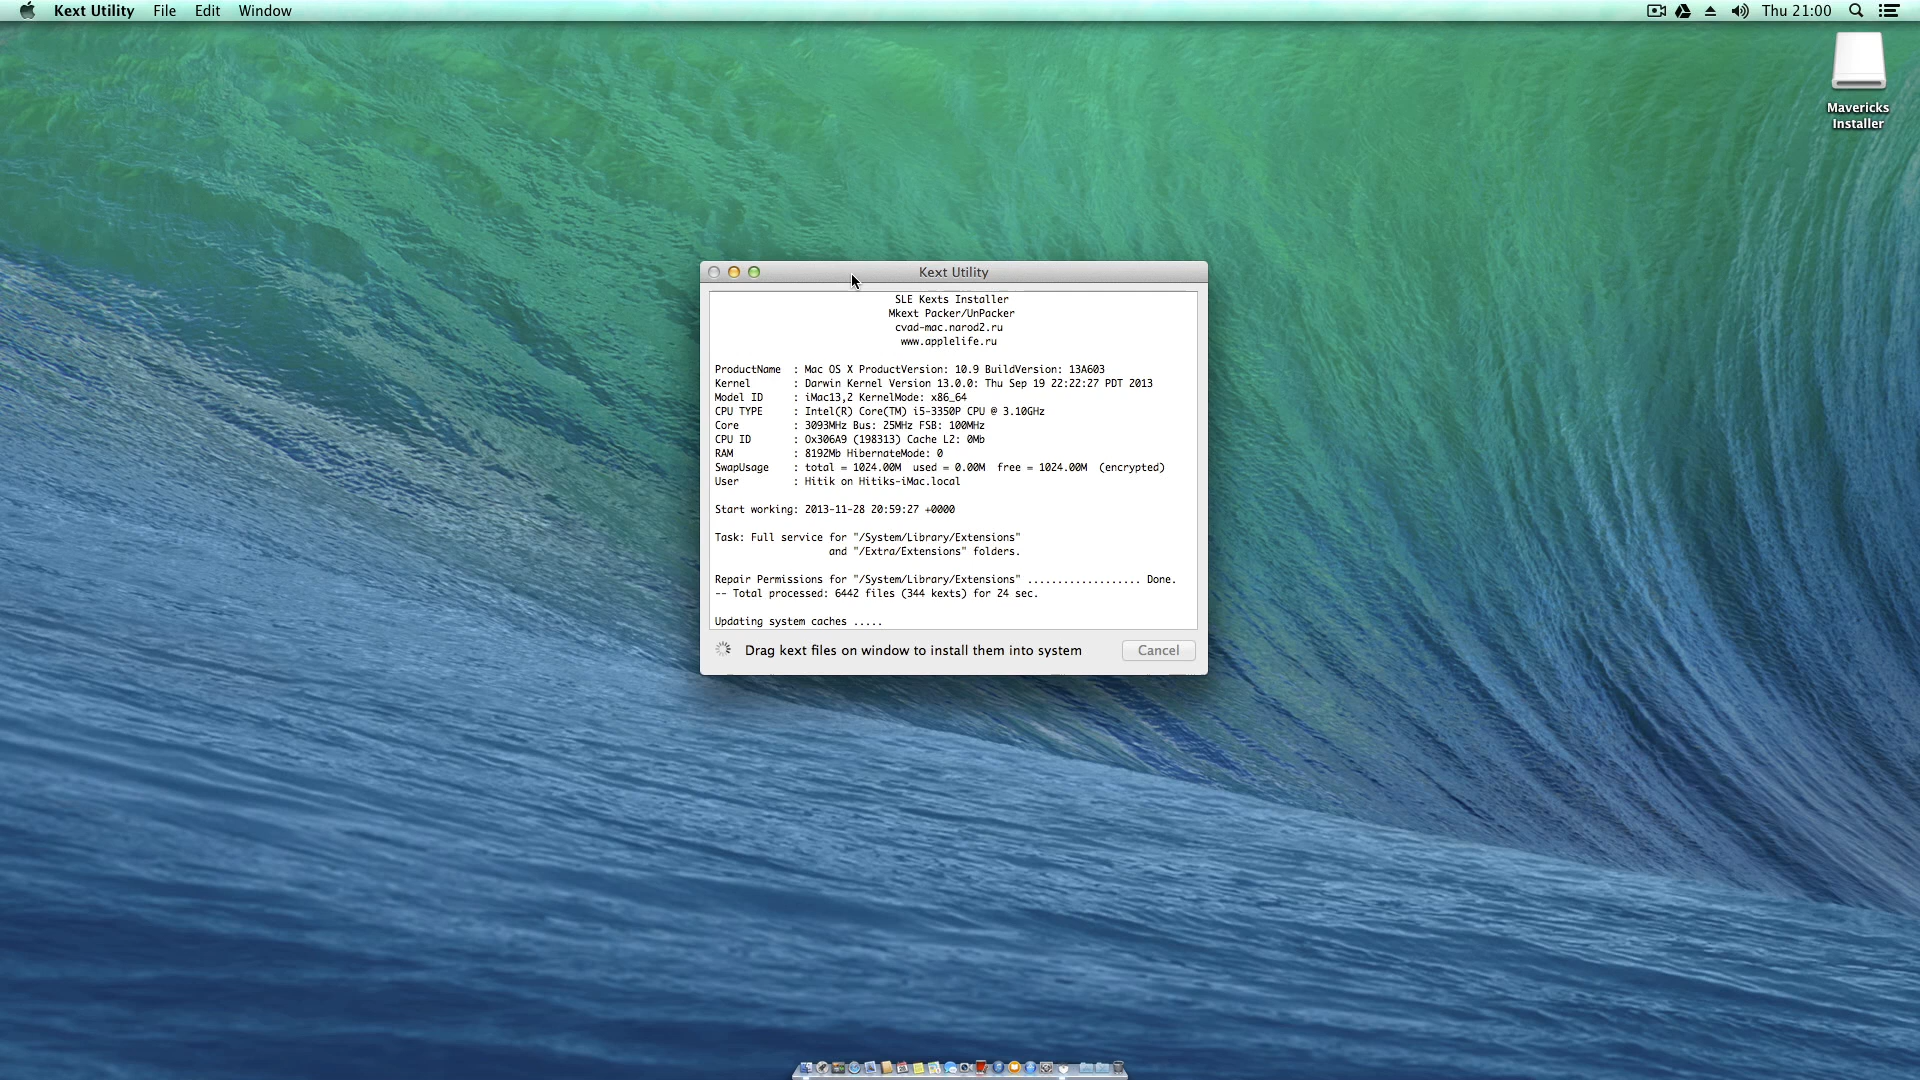 Kext Utility File Edit Window Thu 21:00
Mavericks
Installer
Kext Utility
SLE Kexts Installer
Mkext Packer/UnPacker
cvad-mac.narod2.ru
www.applelife.ru
ProductName : Mac OS X ProductVersion: 10.9 BuildVersion: 13A603
Kernel : Darwin Kernel Version 13.0.0: Thu Sep 19 22:22:27 PDT 2013
Model ID : iMac13,2 KernelMode: x86_64
CPU TYPE : Intel(R) Core(TM) i5-3350P CPU @ 3.10GHz
Core : 3093MHz Bus: 25MHz FSB: 100MHz
CPU ID : 0x306A9 (198313) Cache L2: 0Mb
RAM : 8192Mb HibernateMode: 0
SwapUsage : total = 1024.00M used = 0.00M free = 1024.00M (encrypted)
User : Hitik on Hitiks-iMac.local
Start working: 2013-11-28 20:59:27 +0000
Task: Full service for "/System/Library/Extensions"
and "/Extra/Extensions" folders.
Repair Permissions for "/System/Library/Extensions" ................... Done.
-- Total processed: 6442 files (344 kexts) for 24 sec.
Updating system caches .....
Drag kext files on window to install them into system Cancel